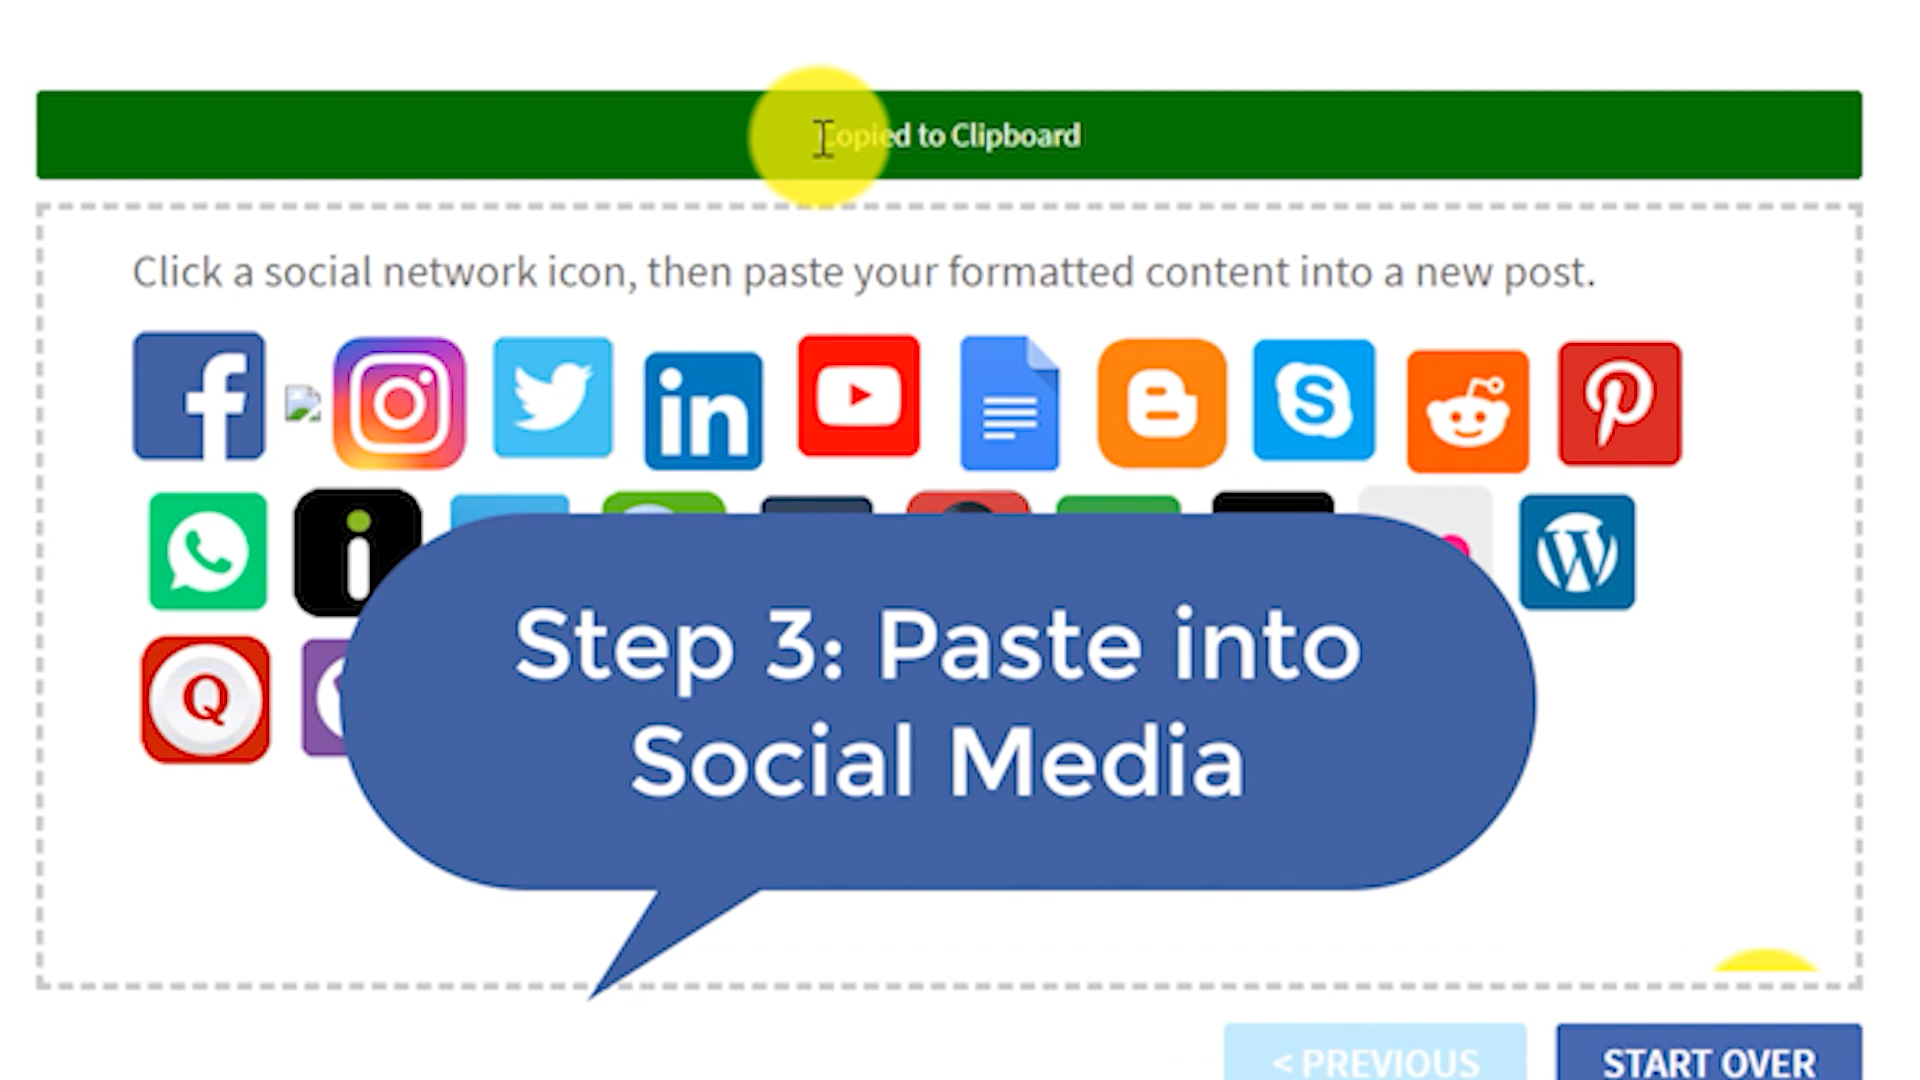 Copied to Clipboard
Click a social network icon, then paste your formatted content into a new post.
in
Step 3: Paste into
Social Media
Q
< PREVIOUS
START OVER